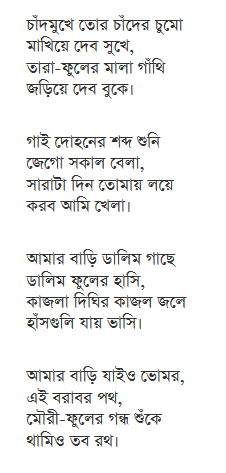 চাঁদমুখে তোর চাঁদের চুমো
মাখিয়ে দেব সুখে,
তারা-ফুলের মালা গাঁথি
জড়িয়ে দেব বুকে।
গাই দোহনের শব্দ শুনি
জেগো সকাল বেলা,
সারাটা দিন তোমায় লয়ে
করব আমি খেলা।
আমার বাড়ি ডালিম গাছে
ডালিম ফুলের হাসি,
কাজলা দিঘির কাজল জলে
হাঁসগুলি যায় ভাসি।
আমার বাড়ি যাইও ভোমর,
এই বরাবর পথ,
মৌরী-ফুলের গন্ধ শুঁকে
থামিও তব রথ।